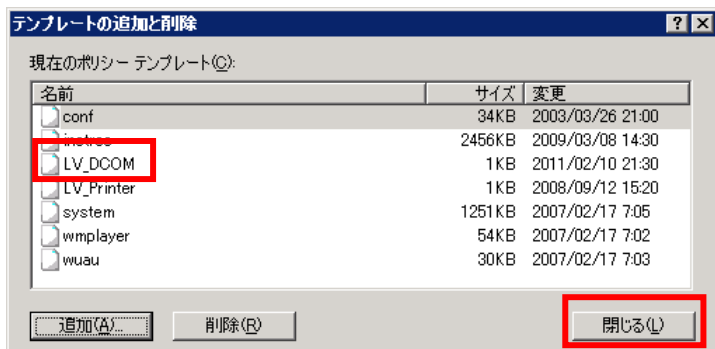 テンプレートの追加と削除
現在のポリシー テンプレート(C):
名前 サイズ 変更
conf 34KB 2003/03/26 21:00
2456KB 2009/03/08 14:30
LV_DCOM 1KB 2011/02/10 21:30
LV_Printer 1KB 2008/09/12 15:20
system 1251KB 2007/02/17 7:05
wmplayer 54KB 2007/02/17 7:02
wuau 30KB 2007/02/17 7:03
追加(A)... 削除(R) 閉じる(L)